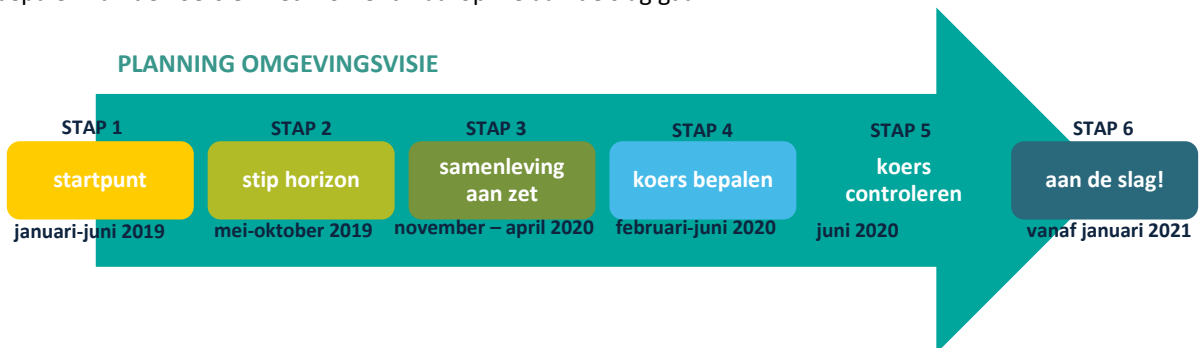 PLANNING OMGEVINGSVISIE
STAP 1
startpunt
januari-juni 2019
STAP 2
stip horizon
mei-oktober 2019
STAP 3
samenleving
aan zet
november – april 2020
STAP 4
koers bepalen
februari-juni 2020
STAP 5
koers
controleren
juni 2020
STAP 6
aan de slag!
vanaf januari 2021